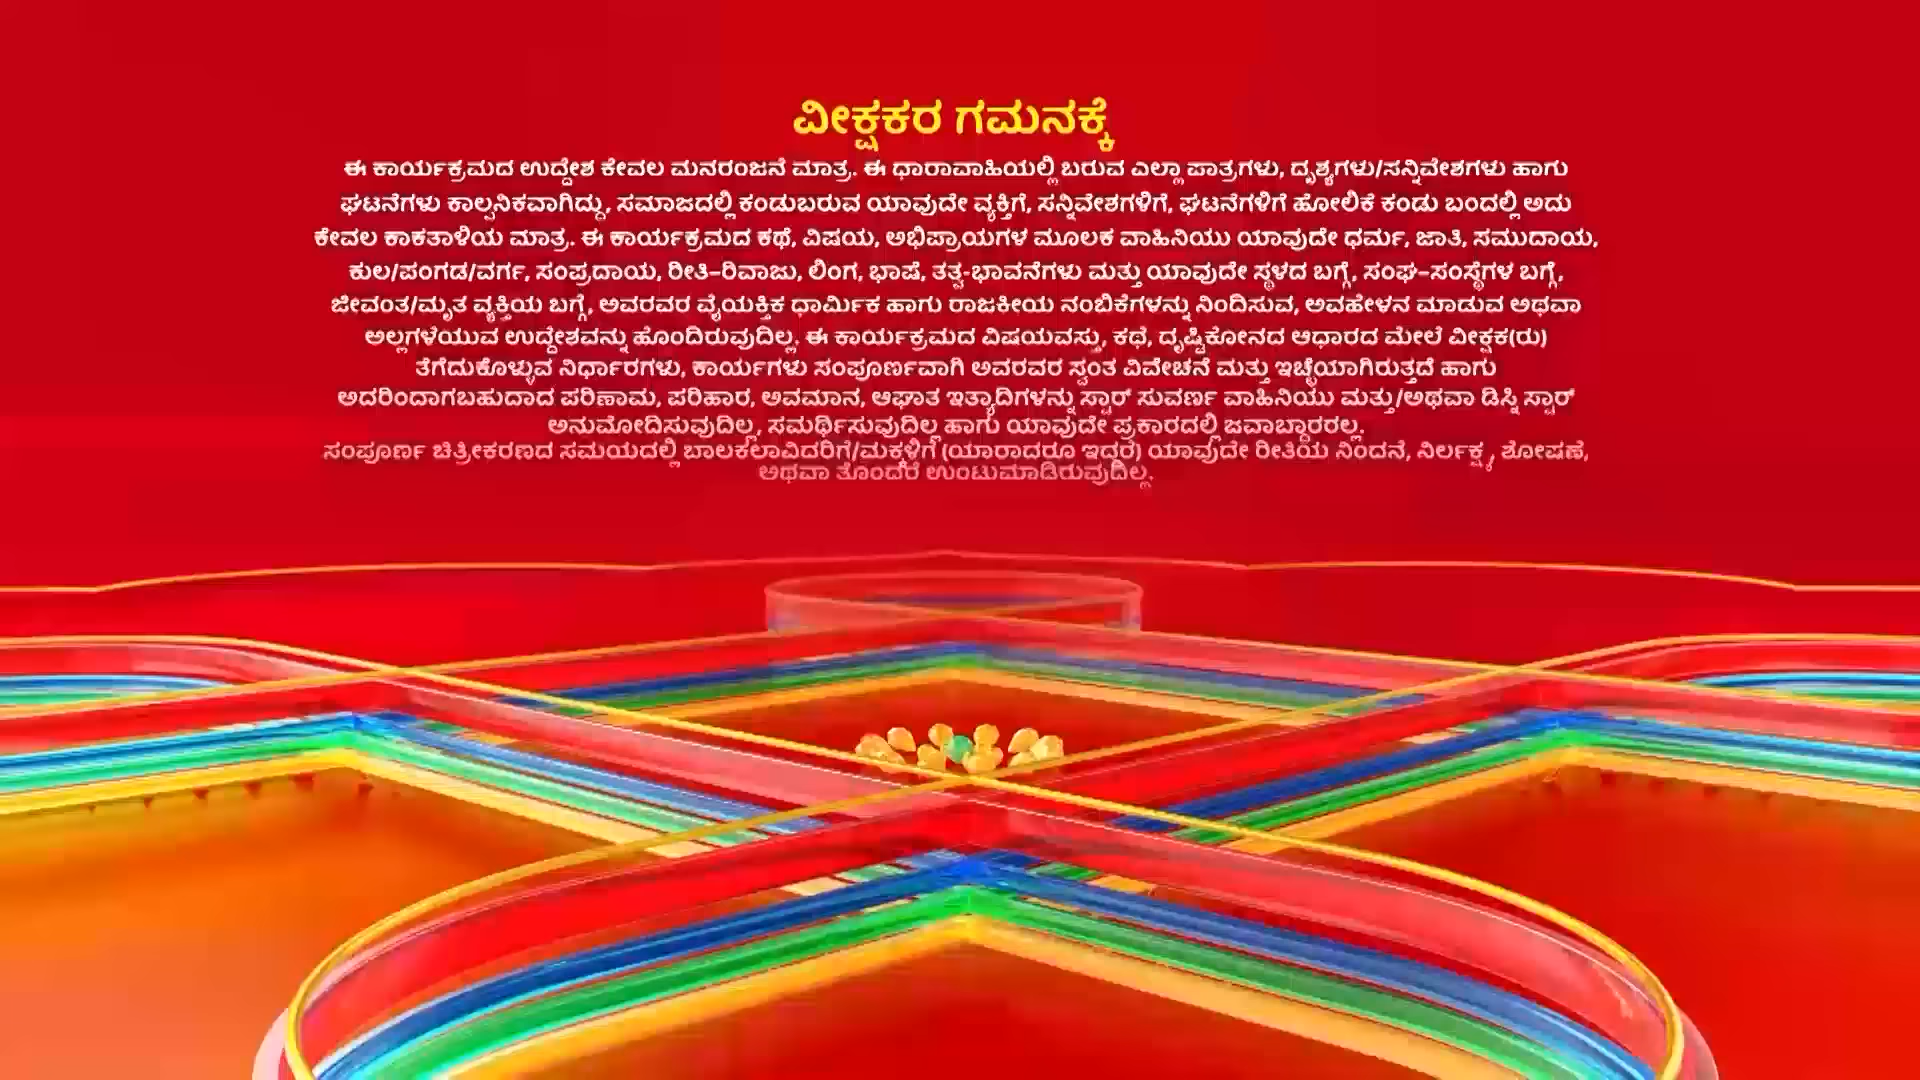 ವೀಕ್ಷಕರ ಗಮನಕ್ಕೆ
ಈ ಕಾರ್ಯಕ್ರಮದ ಉದ್ದೇಶ ಕೇವಲ ಮನರಂಜನೆ ಮಾತ್ರ. ಈ ಧಾರಾವಾಹಿಯಲ್ಲಿ ಬರುವ ಎಲ್ಲಾ ಪಾತ್ರಗಳು, ದೃಶ್ಯಗಳು/ಸನ್ನಿವೇಶಗಳು ಹಾಗು
ಘಟನೆಗಳು ಕಾಲ್ಪನಿಕವಾಗಿದ್ದು, ಸಮಾಜದಲ್ಲಿ ಕಂಡುಬರುವ ಯಾವುದೇ ವ್ಯಕ್ತಿಗೆ, ಸನ್ನಿವೇಶಗಳಿಗೆ, ಘಟನೆಗಳಿಗೆ ಹೋಲಿಕೆ ಕಂಡು ಬಂದಲ್ಲಿ ಅದು
ಕೇವಲ ಕಾಕತಾಳಿಯ ಮಾತ್ರ. ಈ ಕಾರ್ಯಕ್ರಮದ ಕಥೆ, ವಿಷಯ, ಅಭಿಪ್ರಾಯಗಳ ಮೂಲಕ ವಾಹಿನಿಯು ಯಾವುದೇ ಧರ್ಮ, ಜಾತಿ, ಸಮುದಾಯ,
ಕುಲ/ಪಂಗಡ/ವರ್ಗ, ಸಂಪ್ರದಾಯ, ರೀತಿ-ರಿವಾಜು, ಲಿಂಗ, ಭಾಷೆ, ತತ್ವ-ಭಾವನೆಗಳು ಮತ್ತು ಯಾವುದೇ ಸ್ಥಳದ ಬಗ್ಗೆ, ಸಂಘ-ಸಂಸ್ಥೆಗಳ ಬಗ್ಗೆ,
ಜೀವಂತ/ಮೃತ ವ್ಯಕ್ತಿಯ ಬಗ್ಗೆ, ಅವರವರ ವೈಯಕ್ತಿಕ ಧಾರ್ಮಿಕ ಹಾಗು ರಾಜಕೀಯ ನಂಬಿಕೆಗಳನ್ನು ನಿಂದಿಸುವ, ಅವಹೇಳನ ಮಾಡುವ ಅಥವಾ
ಅಲ್ಲಗಳೆಯುವ ಉದ್ದೇಶವನ್ನು ಹೊಂದಿರುವುದಿಲ್ಲ. ಈ ಕಾರ್ಯಕ್ರಮದ ವಿಷಯವಸ್ತು, ಕಥೆ, ದೃಷ್ಟಿಕೋನದ ಆಧಾರದ ಮೇಲೆ ವೀಕ್ಷಕ(ರು)
ತೆಗೆದುಕೊಳ್ಳುವ ನಿರ್ಧಾರಗಳು, ಕಾರ್ಯಗಳು ಸಂಪೂರ್ಣವಾಗಿ ಅವರವರ ಸ್ವಂತ ವಿವೇಚನೆ ಮತ್ತು ಇಚ್ಛೆಯಾಗಿರುತ್ತದೆ ಹಾಗು
ಅದರಿಂದಾಗಬಹುದಾದ ಪರಿಣಾಮ, ಪರಿಹಾರ, ಅವಮಾನ, ಆಘಾತ ಇತ್ಯಾದಿಗಳನ್ನು ಸ್ಟಾರ್ ಸುವರ್ಣ ವಾಹಿನಿಯು ಮತ್ತು/ಅಥವಾ ಡಿಸ್ನಿ ಸ್ಟಾರ್
ಅನುಮೋದಿಸುವುದಿಲ್ಲ, ಸಮರ್ಥಿಸುವುದಿಲ್ಲ ಹಾಗು ಯಾವುದೇ ಪ್ರಕಾರದಲ್ಲಿ ಜವಾಬ್ದಾರರಲ್ಲ.
ಸಂಪೂರ್ಣ ಚಿತ್ರೀಕರಣದ ಸಮಯದಲ್ಲಿ ಬಾಲಕಲಾವಿದರಿಗೆ/ಮಕ್ಕಳಿಗೆ (ಯಾರಾದರೂ ಇದ್ದರೆ) ಯಾವುದೇ ರೀತಿಯ ನಿಂದನೆ, ನಿರ್ಲಕ್ಷ್ಯ, ಶೋಷಣೆ,
ಅಥವಾ ತೊಂದರೆ ಉಂಟುಮಾಡಿರುವುದಿಲ್ಲ.